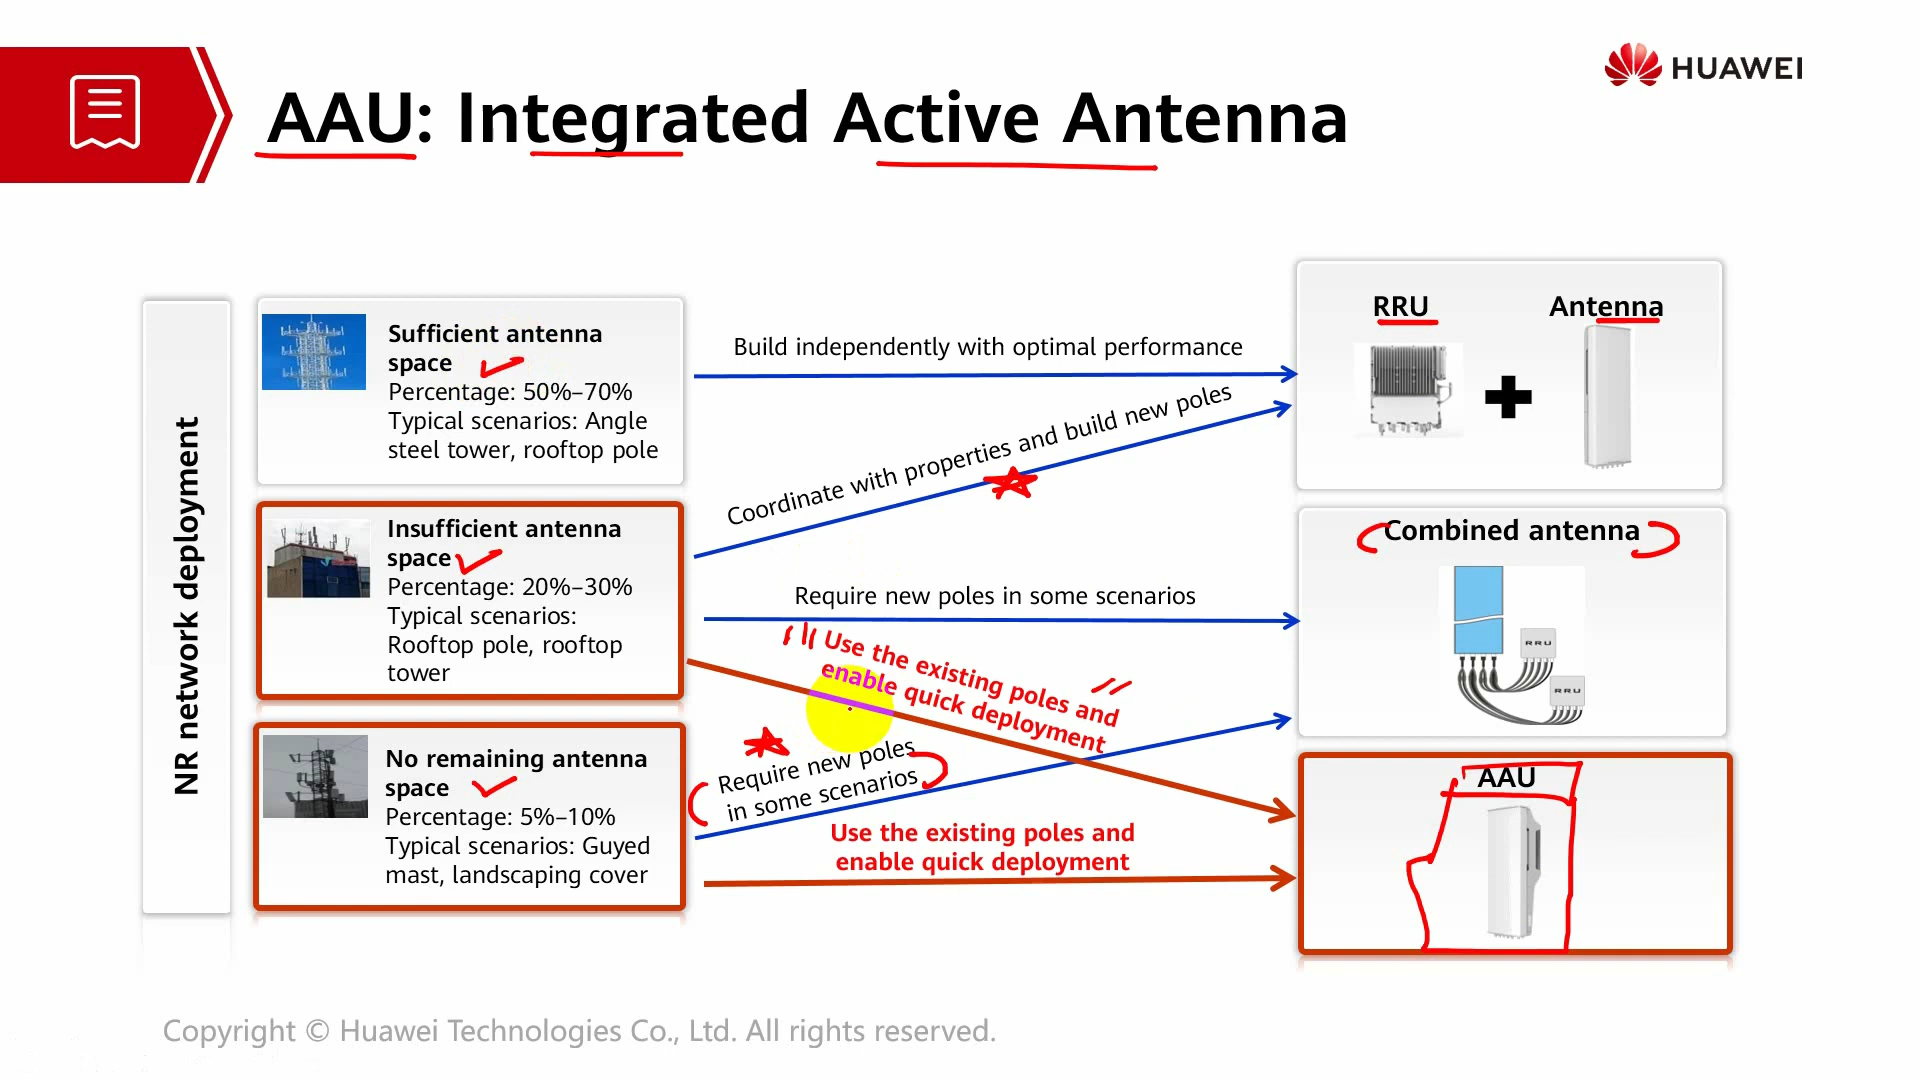 HUAWEI
AAU: Integrated Active Antenna
NR network deployment
Sufficient antenna
space
Percentage: 50%–70%
Typical scenarios: Angle
steel tower, rooftop pole
Insufficient antenna
space
Percentage: 20%–30%
Typical scenarios:
Rooftop pole, rooftop
tower
No remaining antenna
space
Percentage: 5%–10%
Typical scenarios: Guyed
mast, landscaping cover
Build independently with optimal performance
Coordinate with properties and build new poles
Require new poles in some scenarios
Use the existing poles and
enable quick deployment
Require new poles
in some scenarios
Use the existing poles and
enable quick deployment
RRU
Antenna
Combined antenna
RRU
RRU
AAU
Copyright © Huawei Technologies Co., Ltd. All rights reserved.